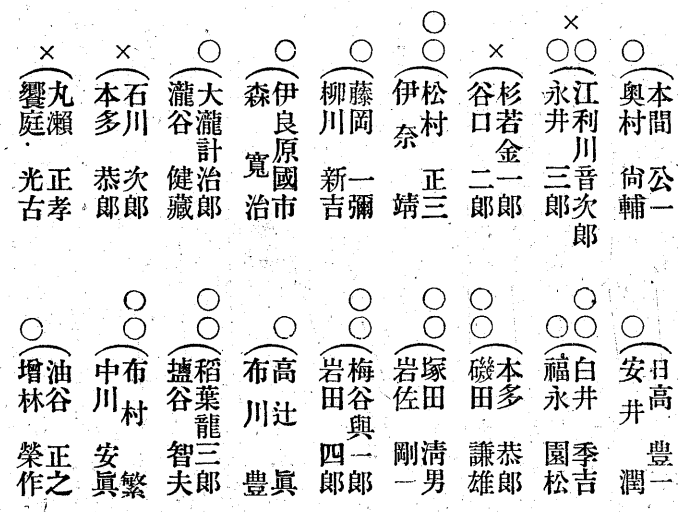 本間 公一
○ 奥村 尙輔
× ○ 江利川音次郎
○ 永井 三郎
× 杉若金一郎
谷口 二郎
○○ 松村 正三
伊奈 靖
○ 藤岡 一彌
柳川 新吉
○ 伊良原國市
森 寛治
○ 大瀧計治郎
瀧谷 健藏
× 石川 次郎
本多 恭郎
× 丸瀬 正孝
饗庭 光古
日高 豊一
○ 安井 潤
○○ 白井 季吉
○ 福永 園松
本多 恭郎
○○ 磯田 謙雄
○○ 塚田 淸男
岩佐 剛一
○○ 梅谷與一郎
岩田 四郎
○ 高辻 眞
布川 豊
○○ 稻葉龍三郎
鹽谷 智夫
○○ 布村 繁
中川 安眞
油谷 正之
○ 增林 榮作